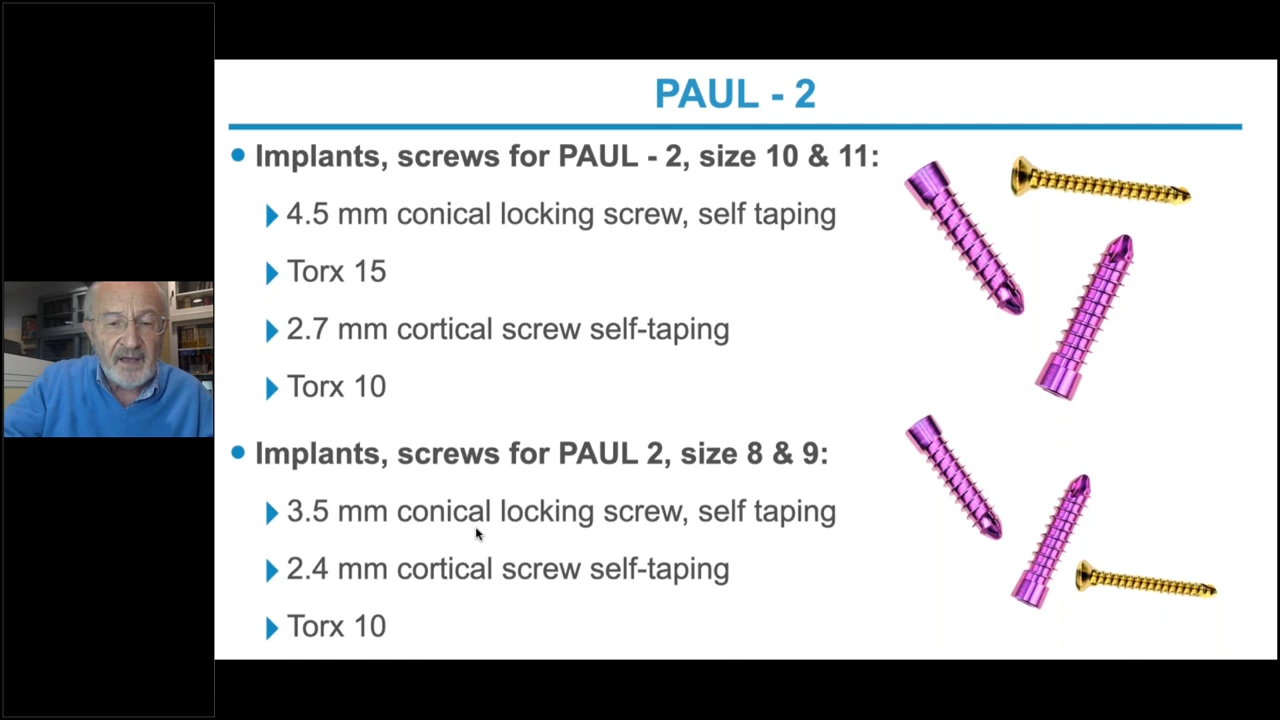 PAUL - 2
Implants, screws for PAUL - 2, size 10 & 11:
4.5 mm conical locking screw, self taping
Torx 15
2.7 mm cortical screw self-taping
Torx 10
Implants, screws for PAUL 2, size 8 & 9:
3.5 mm conical locking screw, self taping
2.4 mm cortical screw self-taping
Torx 10